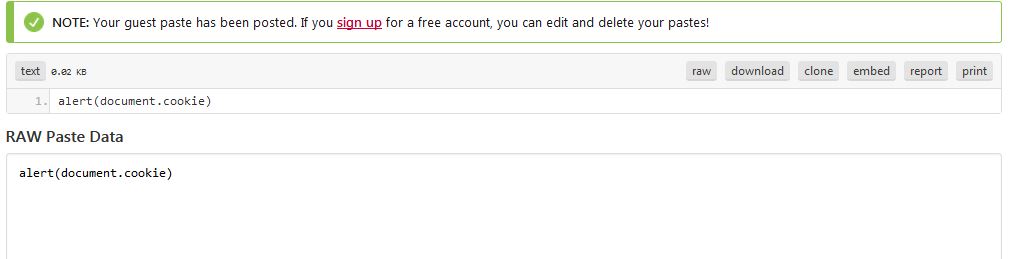 NOTE: Your guest paste has been posted. If you sign up for a free account, you can edit and delete your pastes!
text 0.02 KB raw download clone embed report print
1. alert(document.cookie)
RAW Paste Data
alert(document.cookie)